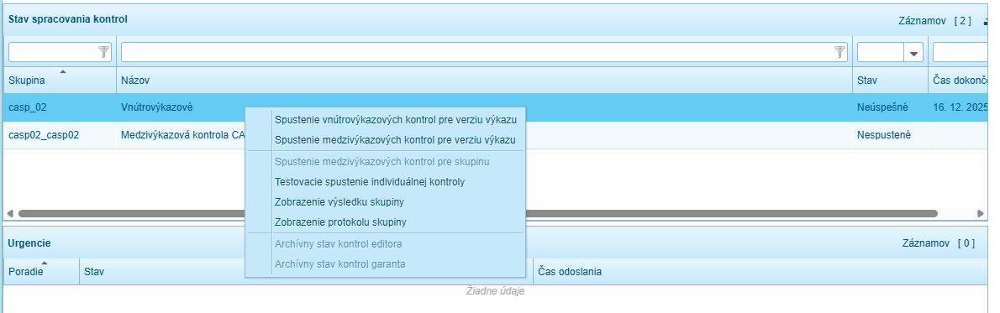 Stav spracovania kontrol
Záznamov [ 2 ]
Skupina Názov Stav Čas dokonče
casp_02 Vnútrovýkazové Neúspešné 16. 12. 2025
casp02_casp02 Medzivýkazová kontrola CA Nespustené
Spustenie vnútrovýkazových kontrol pre verziu výkazu
Spustenie medzivýkazových kontrol pre verziu výkazu
Spustenie medzivýkazových kontrol pre skupinu
Testovacie spustenie individuálnej kontroly
Zobrazenie výsledku skupiny
Zobrazenie protokolu skupiny
Archívny stav kontrol editora
Archívny stav kontrol garanta
Urgencie
Záznamov [ 0 ]
Poradie Stav Čas odoslania
Žiadne údaje